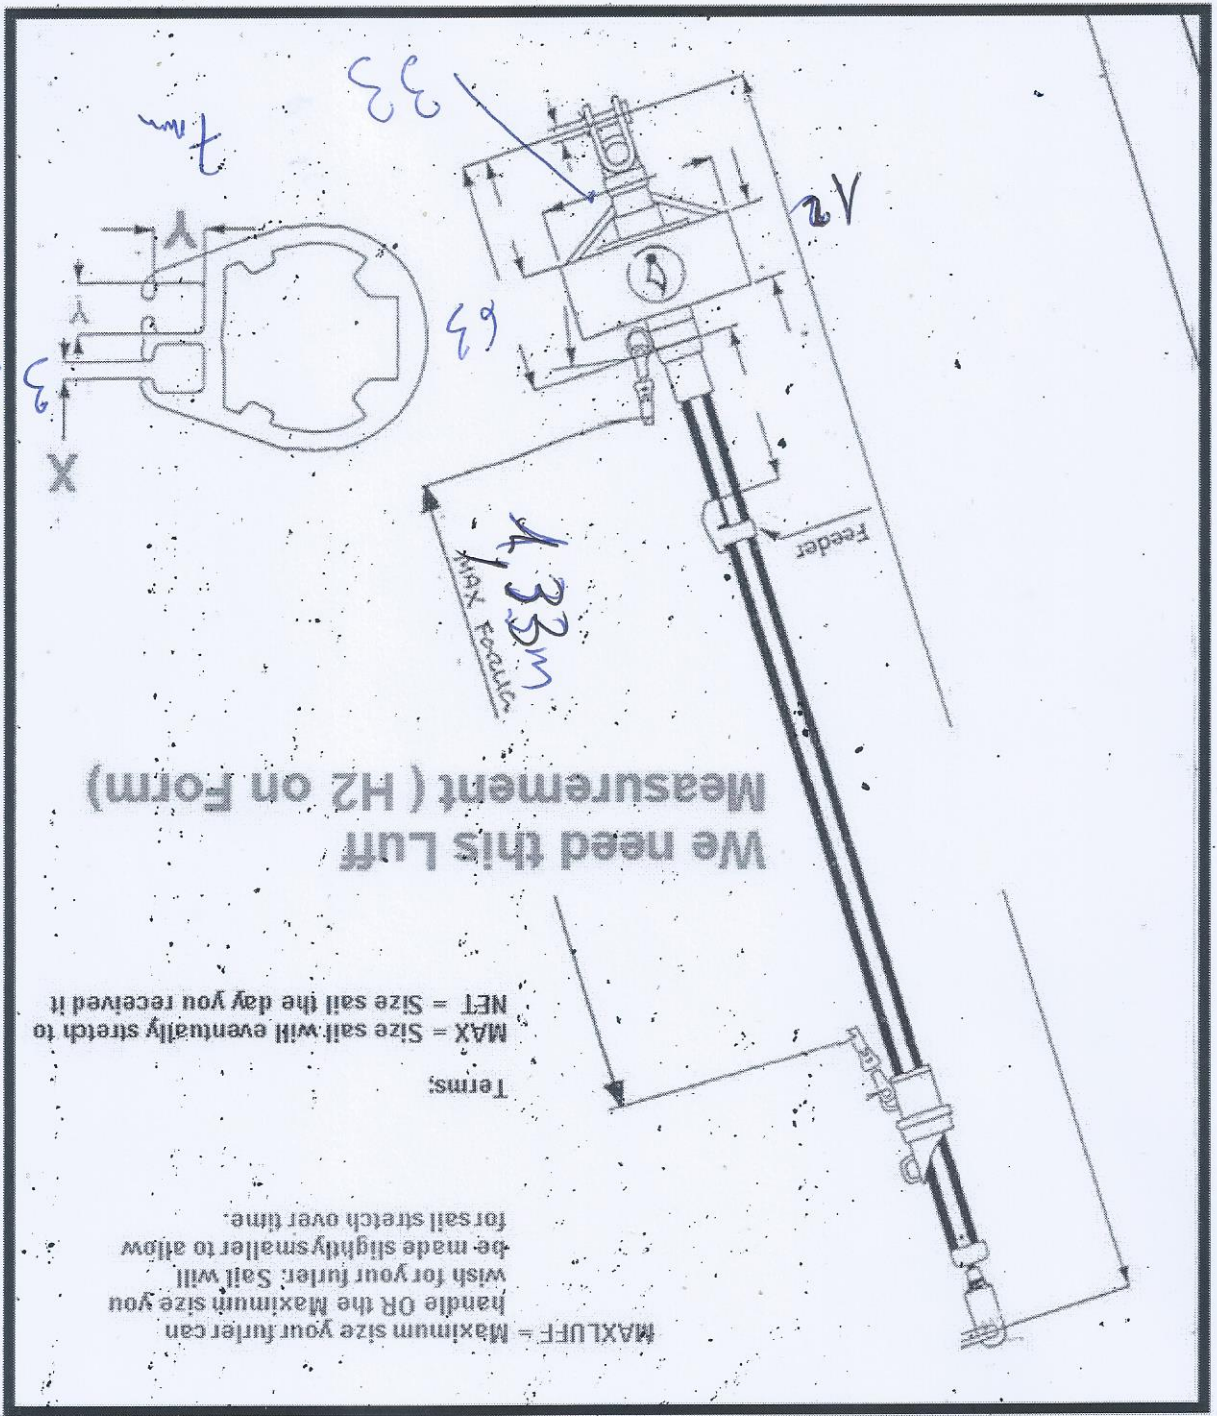 MAXLUFF = Maximum size your furler can
handle OR the Maximum size you
wish for your furler. Sail will
be made slightly smaller to allow
for sail stretch over time.
Terms;
MAX = Size sail will eventually stretch to
NET = Size sail the day you received it
We need this Luff
Measurement ( H2 on Form)
MAX
Feeder
X
3
63
Y
Y
12
7mm
33